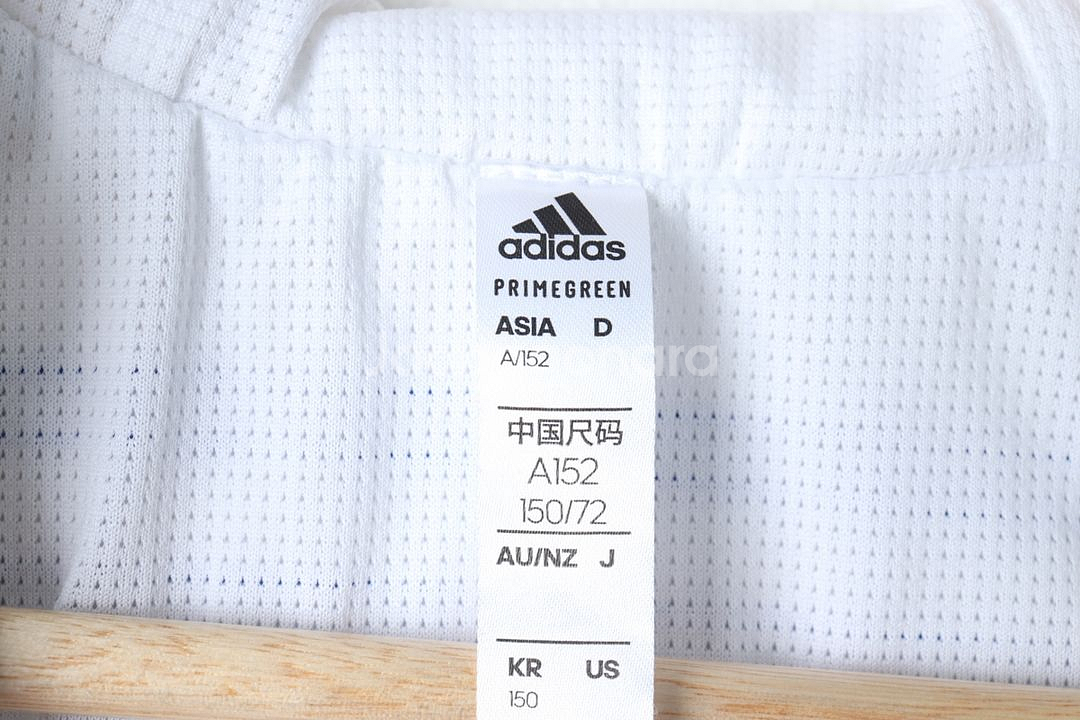 adidas
PRIMEGREEN
ASIA D
A/152
中国尺码
A152
150/72
AU/NZ J
KR US
150